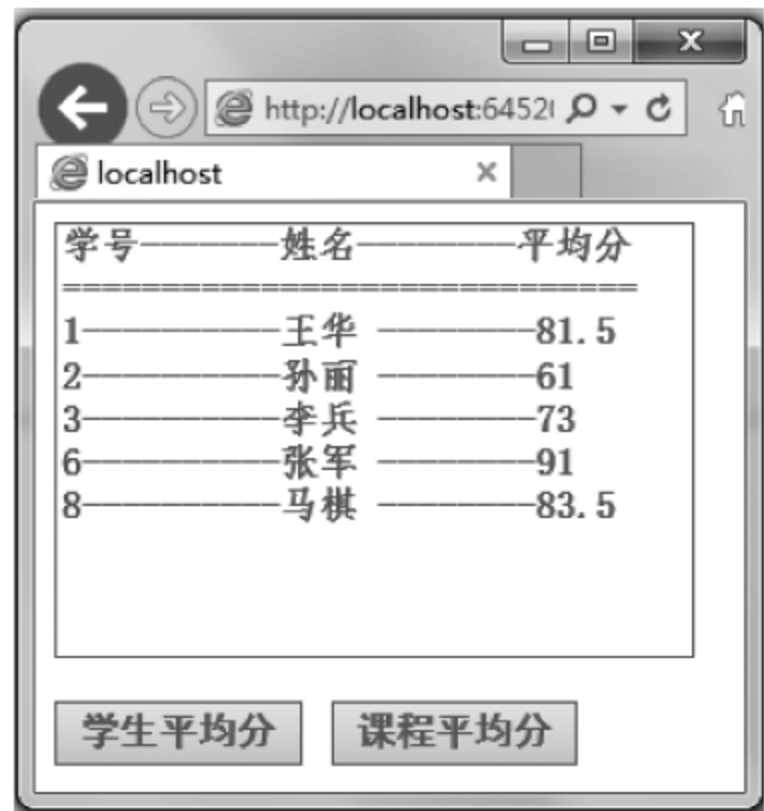 http://localhost:6452
localhost
学号-------姓名--------平均分
=============================
1----------王华 --------81.5
2----------孙丽 --------61
3----------李兵 --------73
6----------张军 --------91
8----------马棋 --------83.5
学生平均分 课程平均分